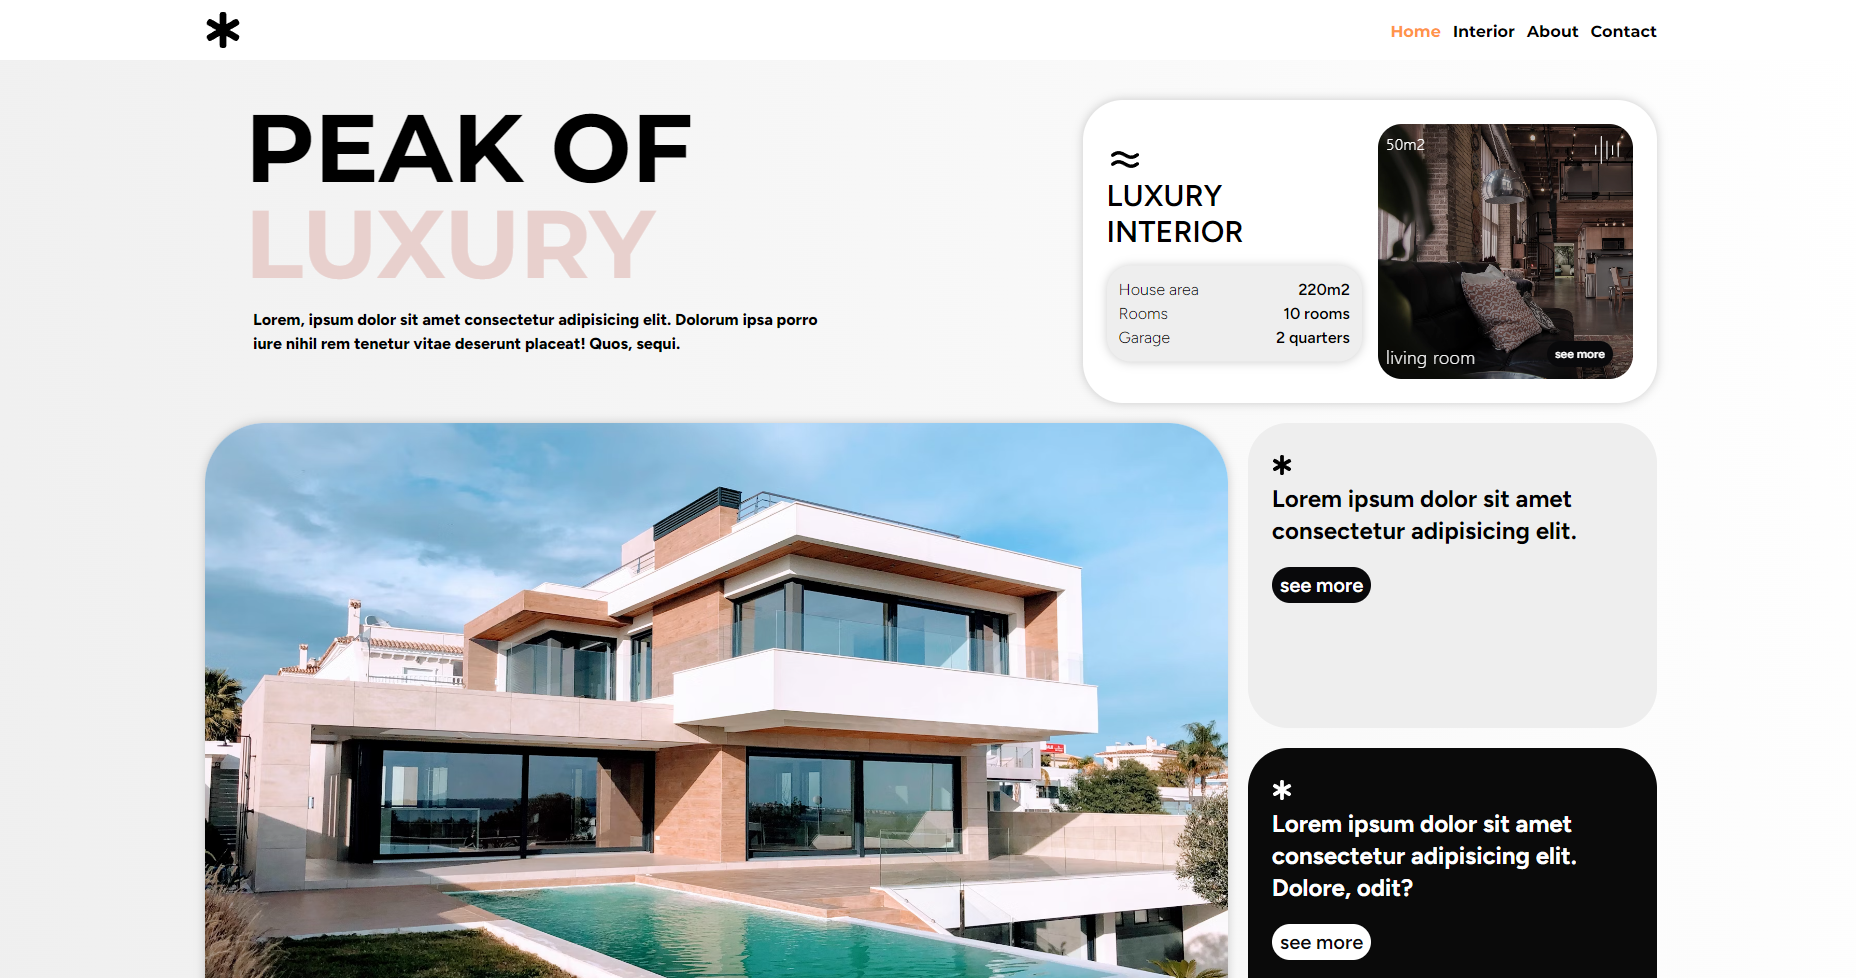 Home Interior About Contact
PEAK OF
LUXURY
Lorem, ipsum dolor sit amet consectetur adipisicing elit. Dolorum ipsa porro
iure nihil rem tenetur vitae deserunt placeat! Quos, sequi.
LUXURY
INTERIOR
House area 220m2
Rooms 10 rooms
Garage 2 quarters
50m2
living room
see more
Lorem ipsum dolor sit amet
consectetur adipisicing elit.
see more
Lorem ipsum dolor sit amet
consectetur adipisicing elit.
Dolore, odit?
see more